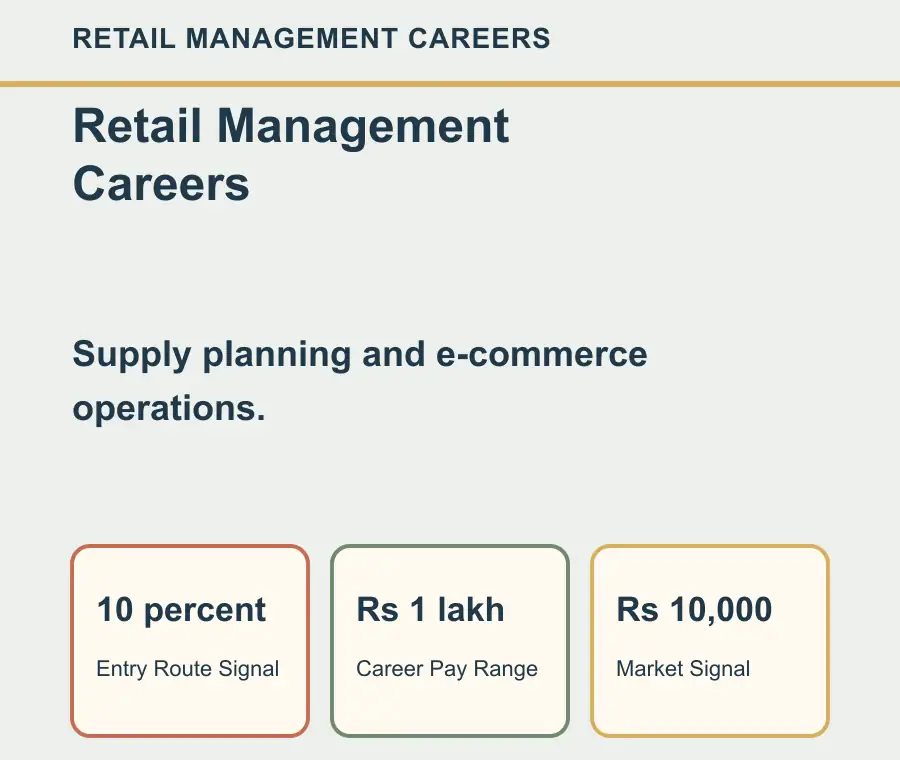 RETAIL MANAGEMENT CAREERS
Retail Management
Careers
Supply planning and e-commerce
operations.
10 percent
Entry Route Signal
Rs 1 lakh
Career Pay Range
Rs 10,000
Market Signal